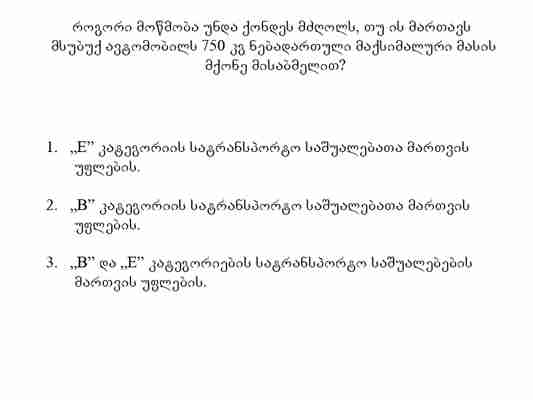 როგორი მოწმობა უნდა ქონდეს მძღოლს, თუ ის მართავს
მსუბუქ ავტომობილს 750 კგ ნებადართული მაქსიმალური მასის
მქონე მისაბმელით?
1. „E” კატეგორიის სატრანსპორტო საშუალებათა მართვის
უფლების.
2. „B” კატეგორიის სატრანსპორტო საშუალებათა მართვის
უფლების.
3. „B” და „E” კატეგორიების სატრანსპორტო საშუალებების
მართვის უფლების.